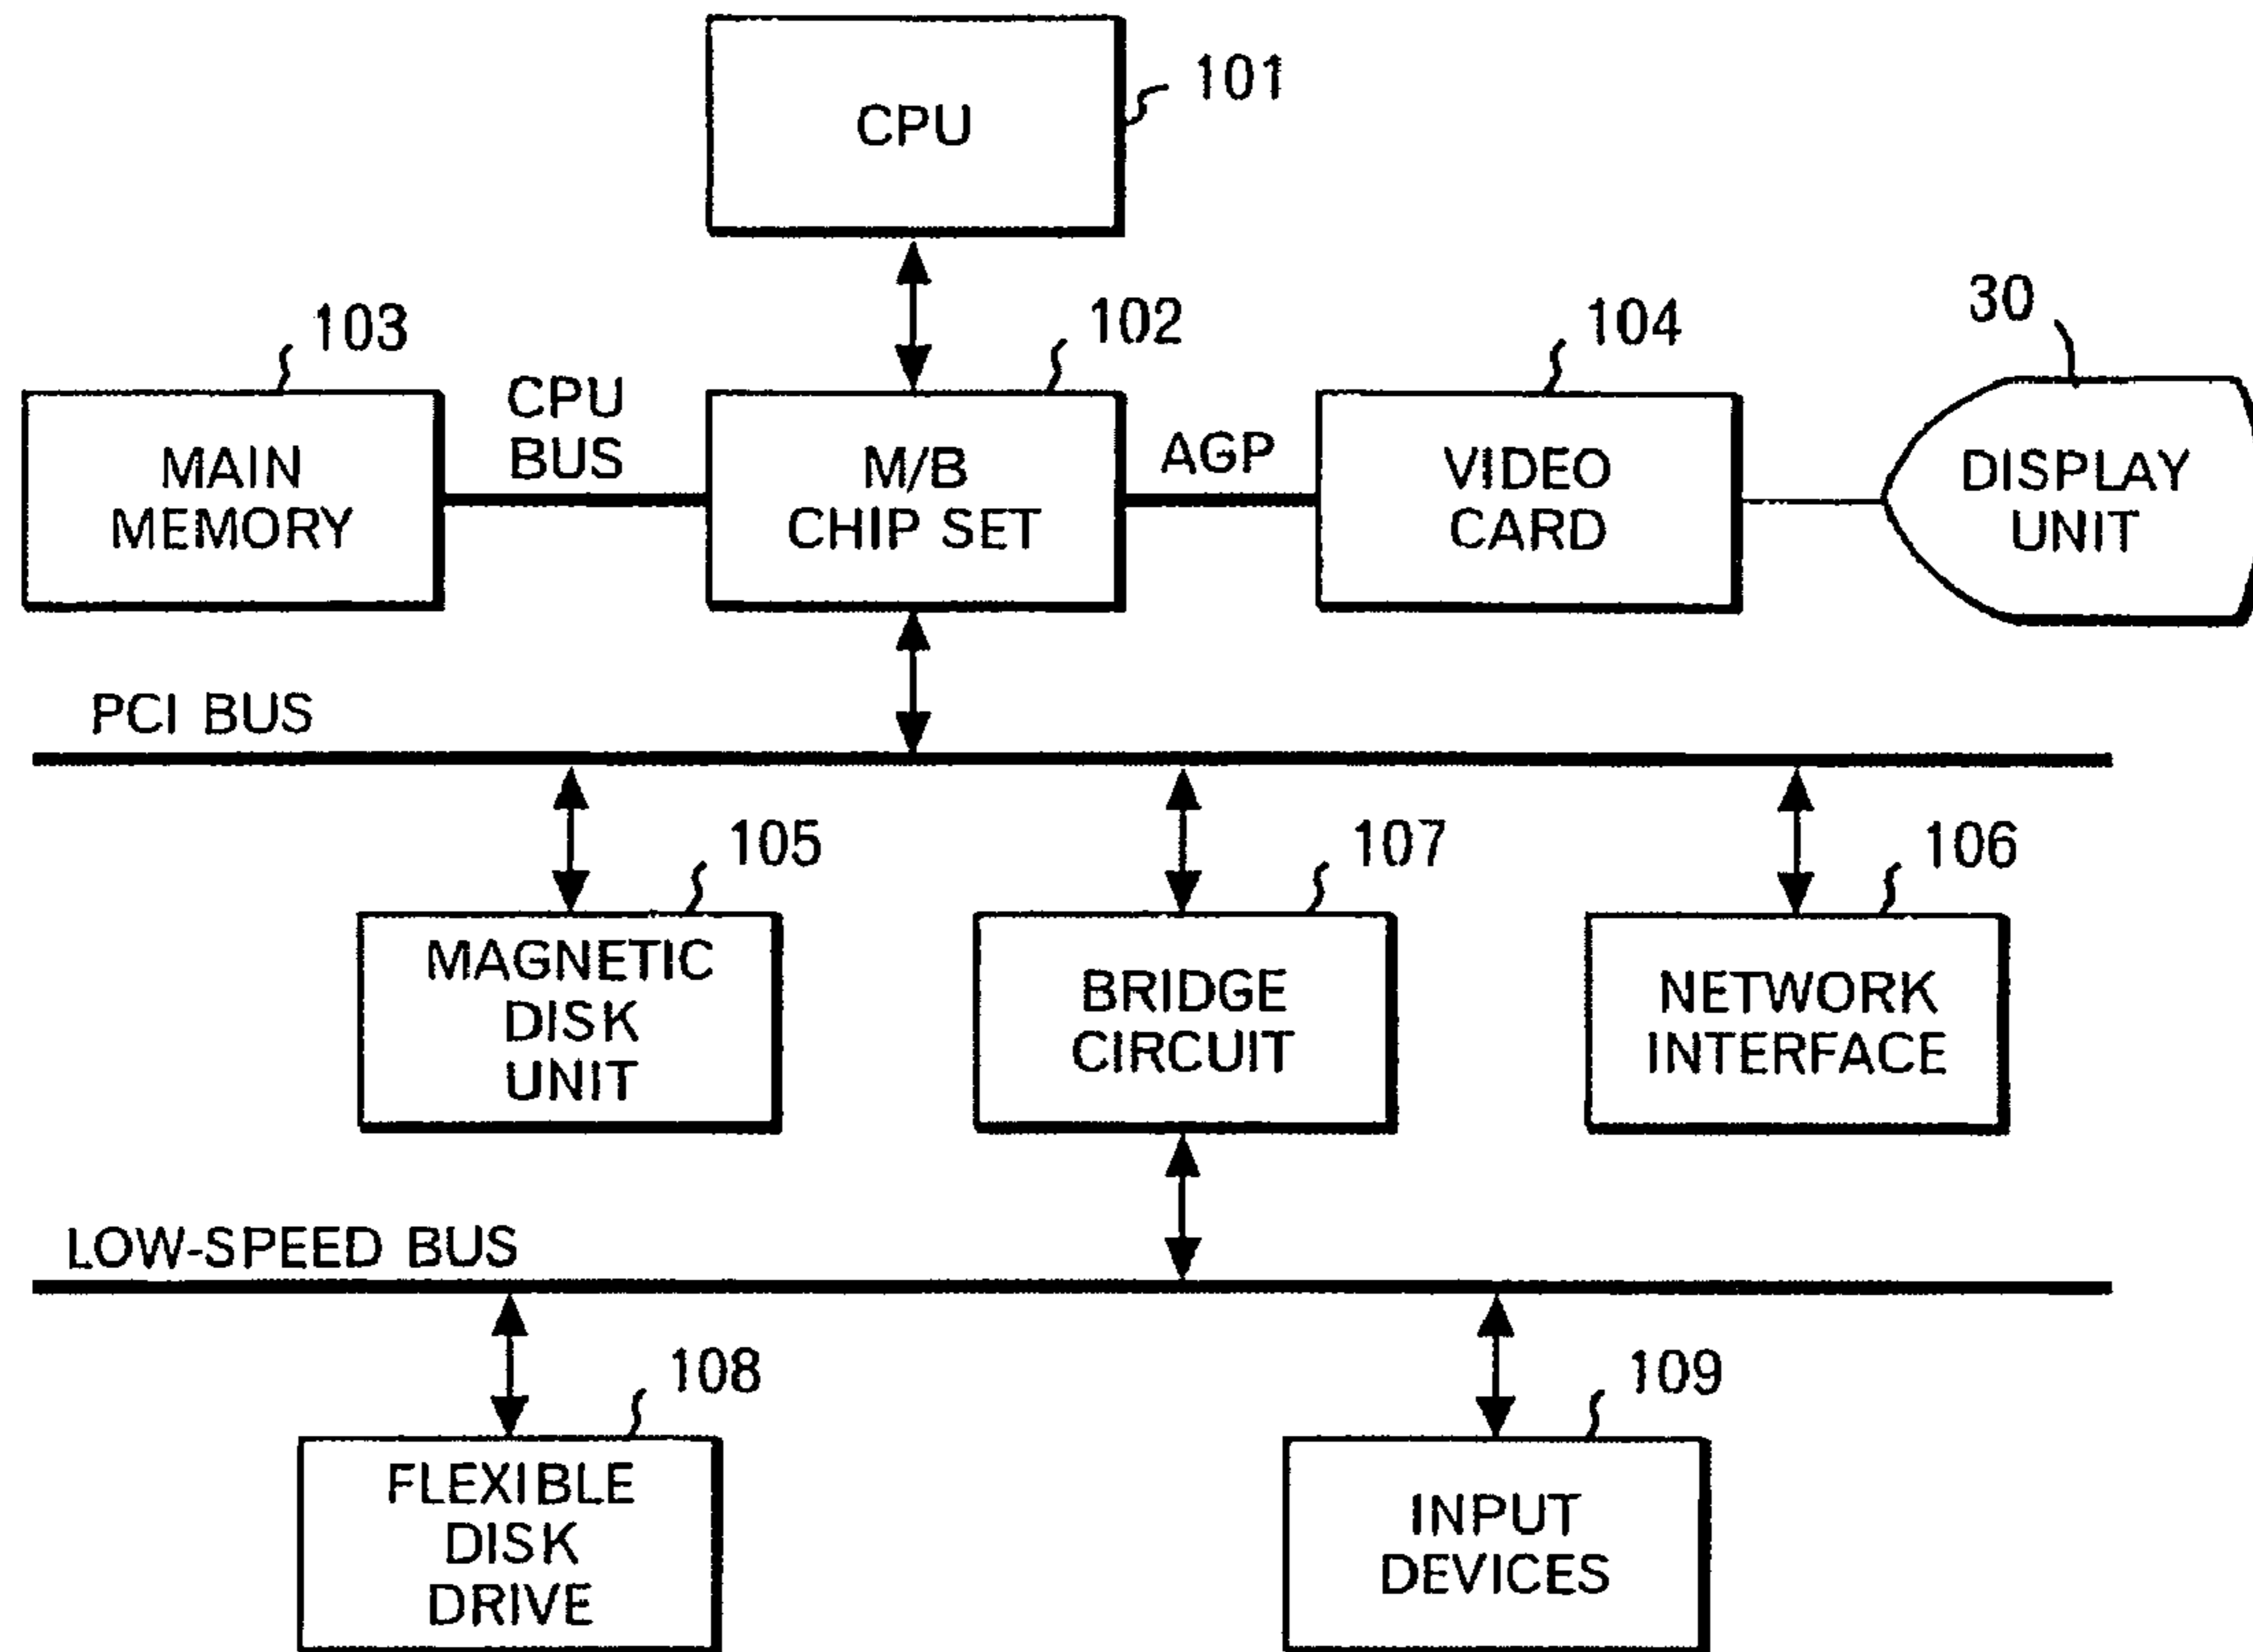 CPU
101
103
CPU
BUS
102
104
30
MAIN
MEMORY
M/B
CHIP SET
AGP
VIDEO
CARD
DISPLAY
UNIT
PCI BUS
105
107
106
MAGNETIC
DISK
UNIT
BRIDGE
CIRCUIT
NETWORK
INTERFACE
LOW-SPEED BUS
108
109
FLEXIBLE
DISK
DRIVE
INPUT
DEVICES